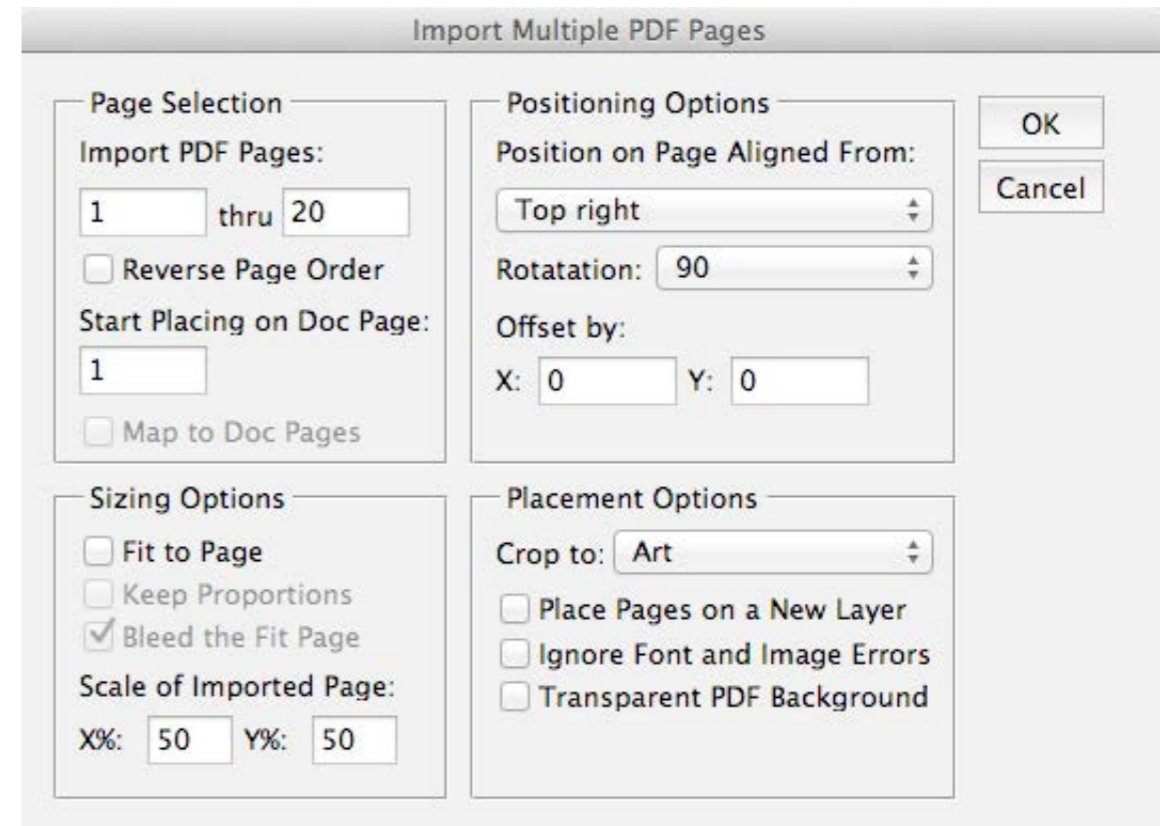 Import Multiple PDF Pages
Page Selection
Import PDF Pages:
1 thru 20
Reverse Page Order
Start Placing on Doc Page:
1
Map to Doc Pages
Positioning Options
Position on Page Aligned From:
Top right
Rotatation: 90
Offset by:
X: 0 Y: 0
OK
Cancel
Sizing Options
Fit to Page
Keep Proportions
Bleed the Fit Page
Scale of Imported Page:
X%: 50 Y%: 50
Placement Options
Crop to: Art
Place Pages on a New Layer
Ignore Font and Image Errors
Transparent PDF Background